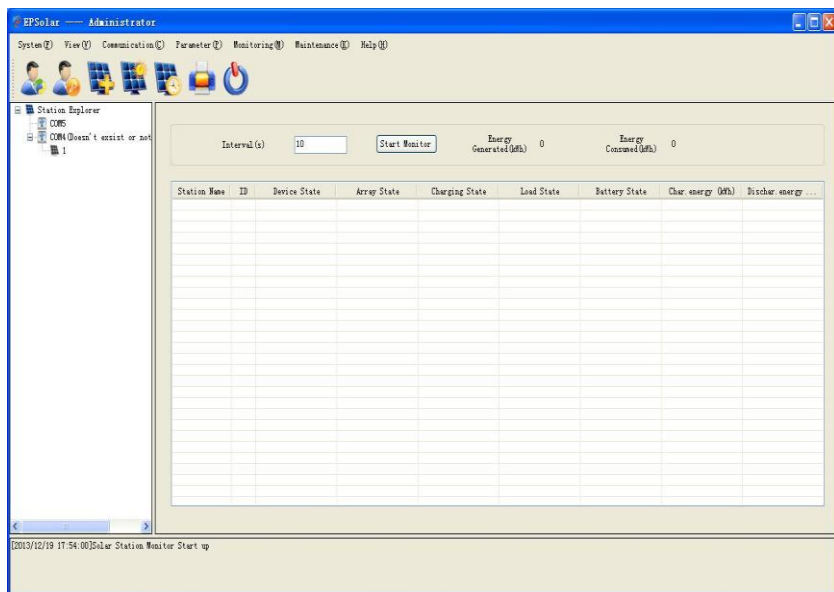 EPSolar —— Administrator
System(F) View(V) Communication(C) Parameter(P) Monitoring(M) Maintenance(E) Help(H)
Station Explorer
COM5
COM4(Doesn't exsist or not
1
Interval(s) 10 Start Monitor Energy Generated(kWh) 0 Energy Consumed(kWh) 0
Station Name ID Device State Array State Charging State Load State Battery State Char.energy (kWh) Dischar.energy ...
[2013/12/19 17:54:00]Solar Station Monitor Start up